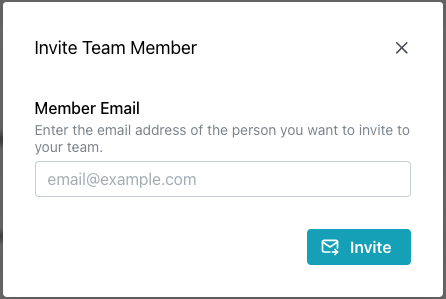 Invite Team Member
Member Email
Enter the email address of the person you want to invite to
your team.
email@example.com
Invite